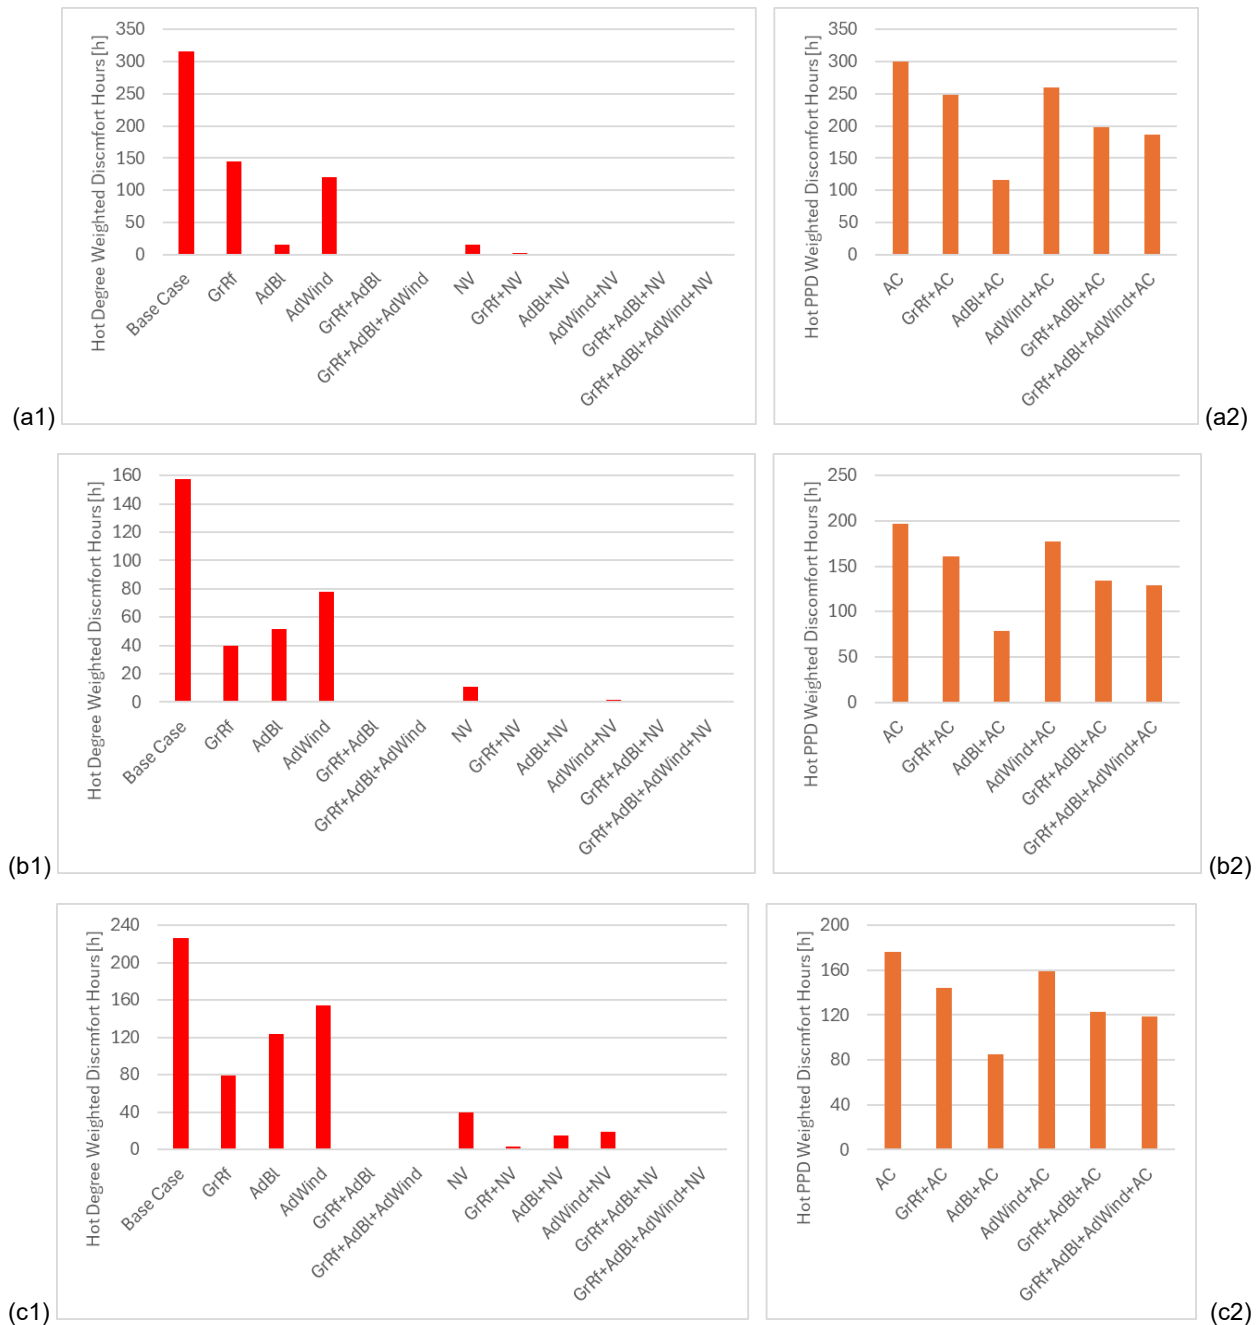 Hot Degree Weighted Discmfort Hours [h]
350
300
250
200
150
100
50
0
Base Case
GrRf
AdBl
AdWind
GrRf+AdBl
GrRf+AdBl+AdWind
NV
GrRf+NV
AdBl+NV
AdWind+NV
GrRf+AdBl+NV
GrRf+AdBl+AdWind+NV
(a1)
Hot PPD Weighted Discomfort Hours [h]
350
300
250
200
150
100
50
0
AC
GrRf+AC
AdBl+AC
AdWind+AC
GrRf+AdBl+AC
GrRf+AdBl+AdWind+AC
(a2)
Hot Degree Weighted Discmfort Hours [h]
160
140
120
100
80
60
40
20
0
Base Case
GrRf
AdBl
AdWind
GrRf+AdBl
GrRf+AdBl+AdWind
NV
GrRf+NV
AdBl+NV
AdWind+NV
GrRf+AdBl+NV
GrRf+AdBl+AdWind+NV
(b1)
Hot PPD Weighted Discomfort Hours [h]
250
200
150
100
50
0
AC
GrRf+AC
AdBl+AC
AdWind+AC
GrRf+AdBl+AC
GrRf+AdBl+AdWind+AC
(b2)
Hot Degree Weighted Discmfort Hours [h]
240
200
160
120
80
40
0
Base Case
GrRf
AdBl
AdWind
GrRf+AdBl
GrRf+AdBl+AdWind
NV
GrRf+NV
AdBl+NV
AdWind+NV
GrRf+AdBl+NV
GrRf+AdBl+AdWind+NV
(c1)
Hot PPD Weighted Discomfort Hours [h]
200
160
120
80
40
0
AC
GrRf+AC
AdBl+AC
AdWind+AC
GrRf+AdBl+AC
GrRf+AdBl+AdWind+AC
(c2)